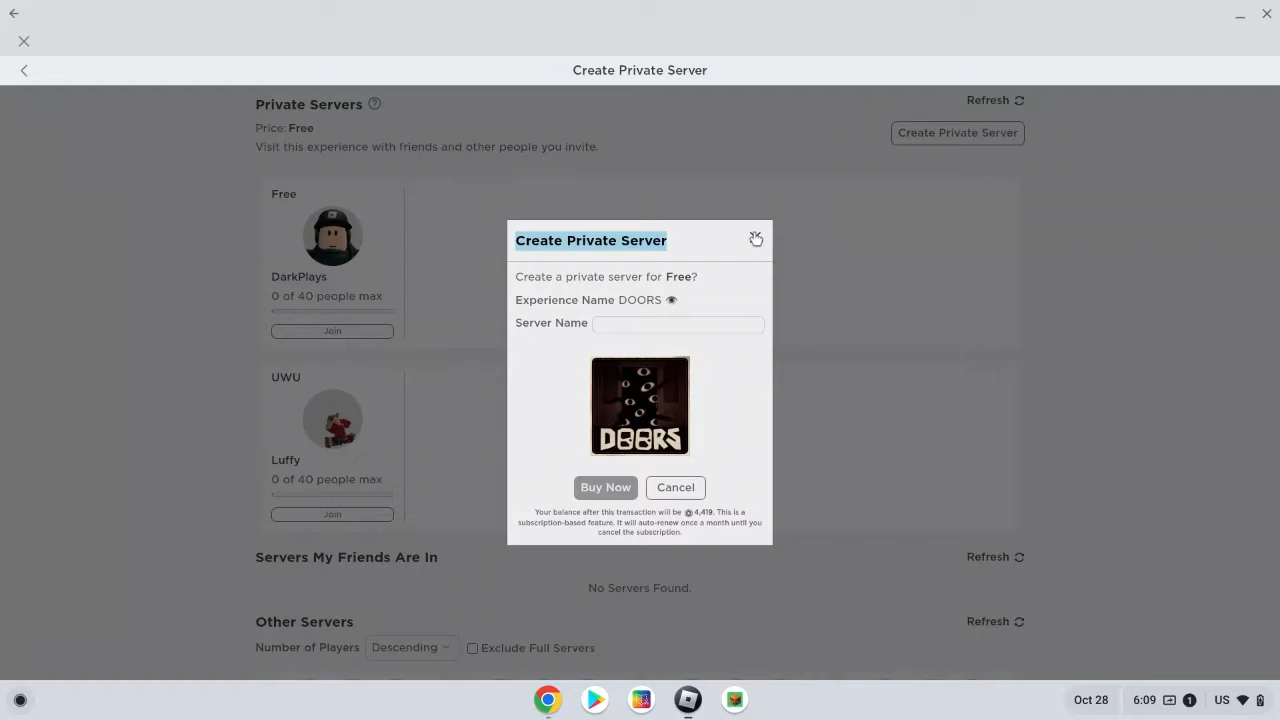 Create Private Server
Private Servers
Refresh
Price: Free
Create Private Server
Visit this experience with friends and other people you invite.
Free
DarkPlays
0 of 40 people max
Join
UWU
Luffy
0 of 40 people max
Join
Create Private Server
Create a private server for Free?
Experience Name DOORS
Server Name
DOORS
Buy Now
Cancel
Your balance after this transaction will be 4,419. This is a
subscription-based feature. It will auto-renew once a month until you
cancel the subscription.
Servers My Friends Are In
Refresh
No Servers Found.
Other Servers
Refresh
Number of Players
Descending
Exclude Full Servers
Oct 28
6:09
1
US